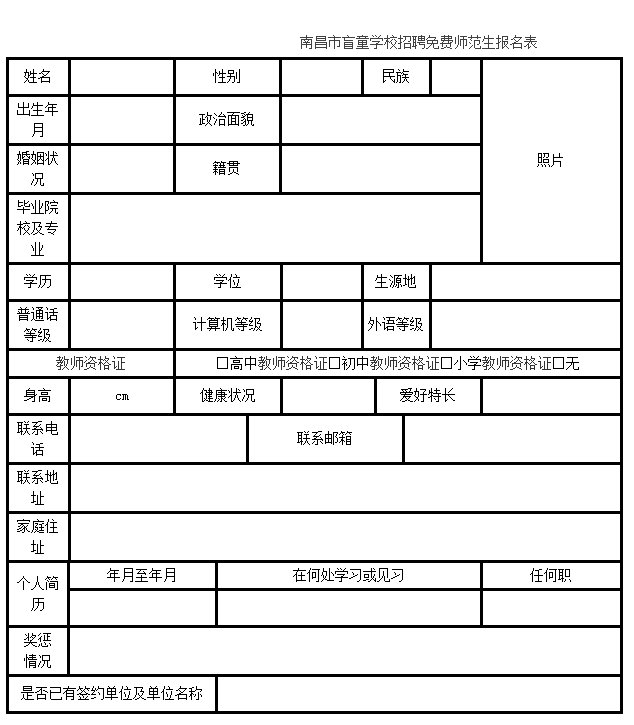 南昌市盲童学校招聘免费师范生报名表
姓名 性别 民族
照片
出生年
月
政治面貌
婚姻状
况
籍贯
毕业院
校及专
业
学历 学位 生源地
普通话
等级
计算机等级 外语等级
教师资格证 □高中教师资格证□初中教师资格证□小学教师资格证□无
身高 cm 健康状况 爱好特长
联系电
话
联系邮箱
联系地
址
家庭住
址
个人简
历
年月至年月 在何处学习或见习 任何职
奖惩
情况
是否已有签约单位及单位名称